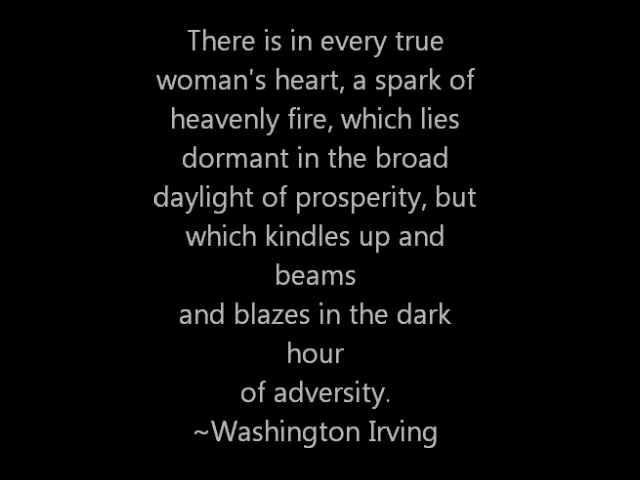 There is in every true
woman's heart, a spark of
heavenly fire, which lies
dormant in the broad
daylight of prosperity, but
which kindles up and
beams
and blazes in the dark
hour
of adversity.
~Washington Irving